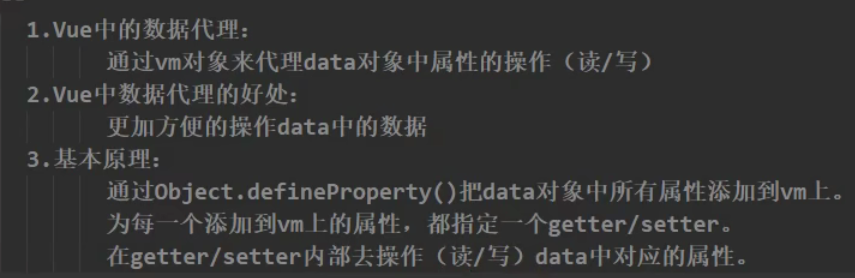 1.Vue中的数据代理：
通过vm对象来代理data对象中属性的操作（读/写）
2.Vue中数据代理的好处：
更加方便的操作data中的数据
3.基本原理：
通过Object.defineProperty()把data对象中所有属性添加到vm上。
为每一个添加到vm上的属性，都指定一个getter/setter。
在getter/setter内部去操作（读/写）data中对应的属性。